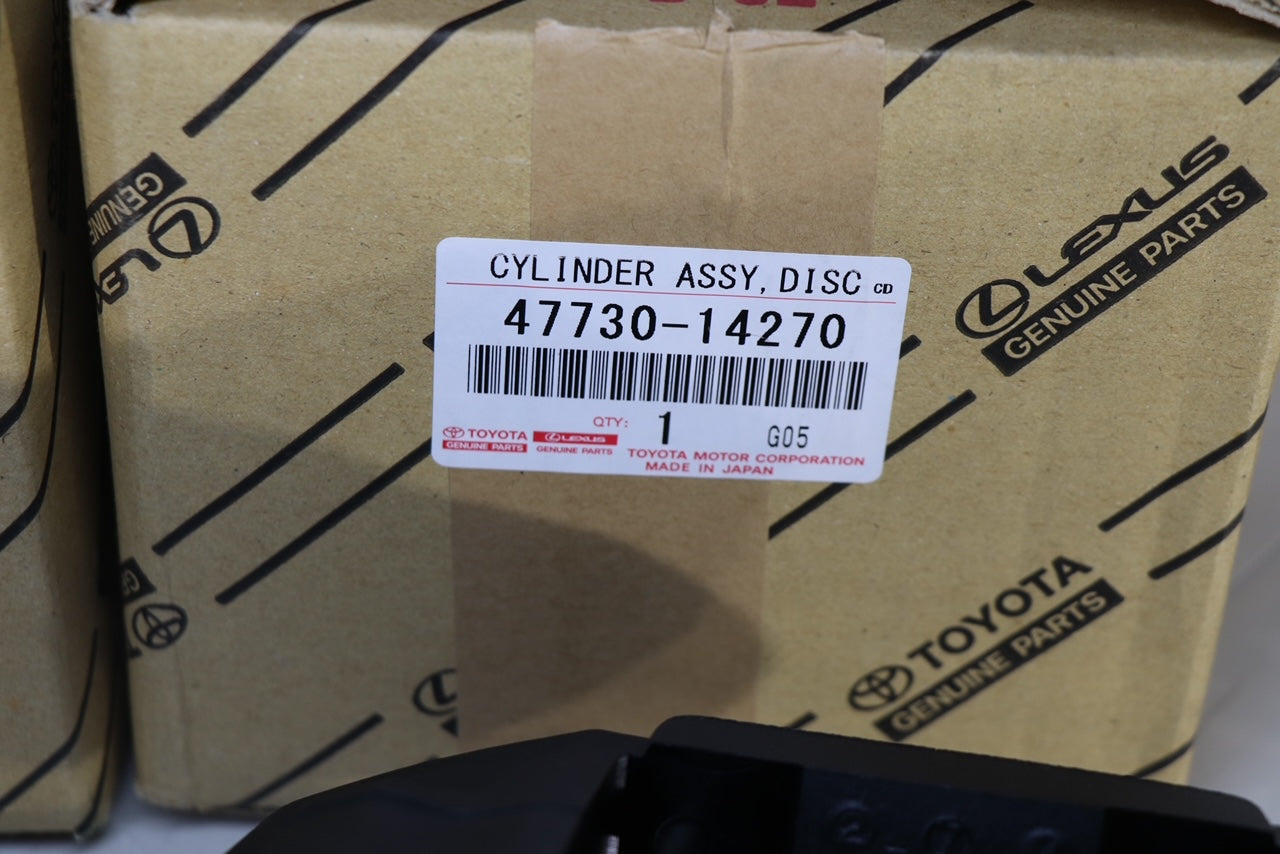 CYLINDER ASSY, DISC CD
47730-14270
QTY: 1 G05
TOYOTA
GENUINE PARTS
LEXUS
GENUINE PARTS
TOYOTA MOTOR CORPORATION
MADE IN JAPAN
LEXUS
GENUINE PARTS
TOYOTA
GENUINE PARTS
GENUINE